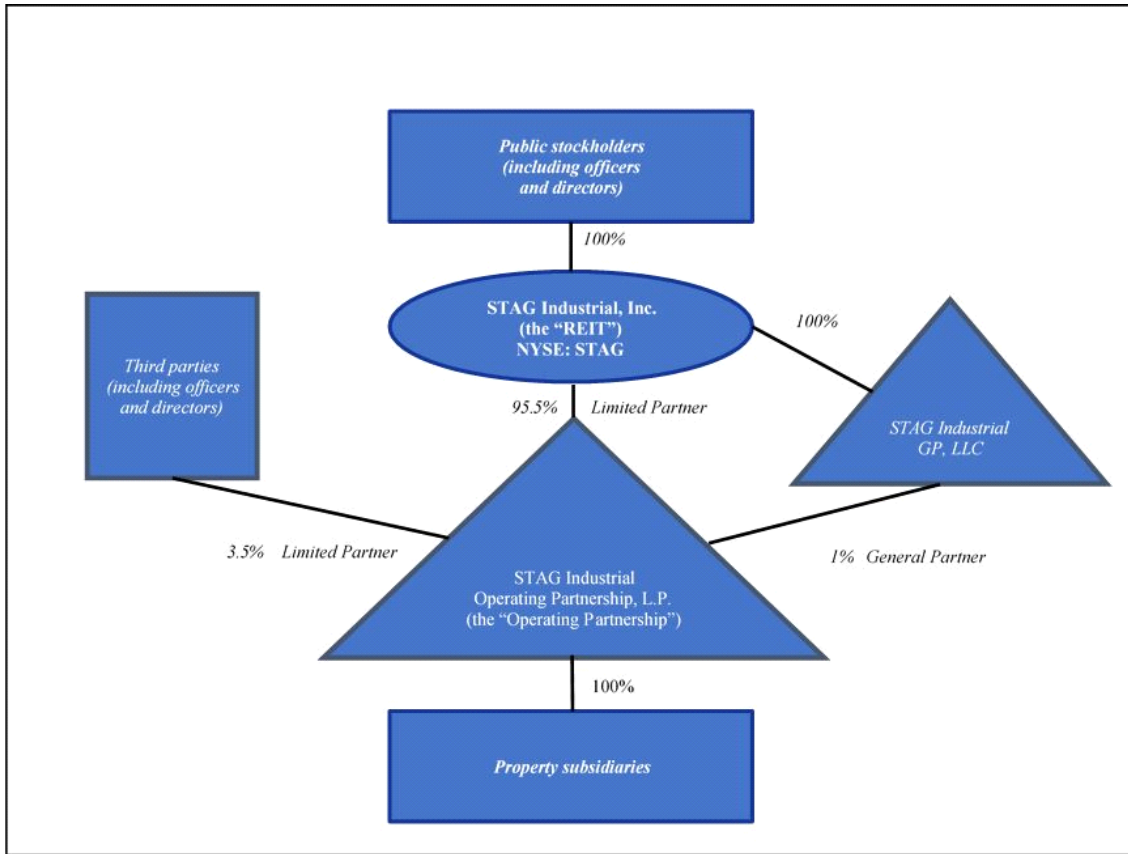 Public stockholders
(including officers
and directors)
100%
STAG Industrial, Inc.
(the “REIT”)
NYSE: STAG
100%
Third parties
(including officers
and directors)
95.5% Limited Partner
STAG Industrial
GP, LLC
3.5% Limited Partner
1% General Partner
STAG Industrial
Operating Partnership, L.P.
(the “Operating Partnership”)
100%
Property subsidiaries